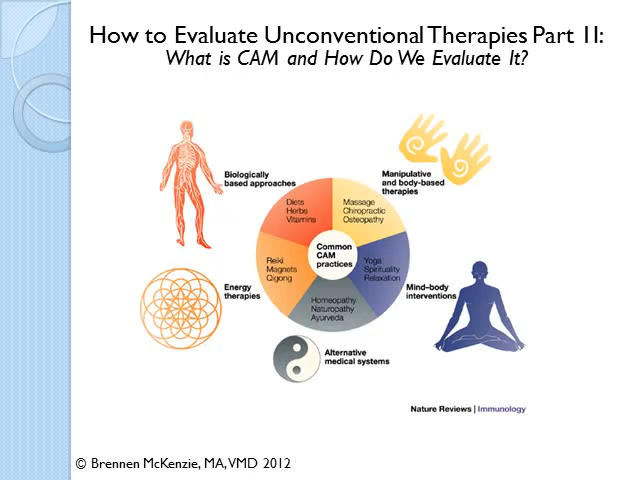 How to Evaluate Unconventional Therapies Part 1I:
What is CAM and How Do We Evaluate It?
Biologically
based approaches
Manipulative
and body-based
therapies
Diets
Herbs
Vitamins
Massage
Chiropractic
Osteopathy
Common
CAM
practices
Reiki
Magnets
Qigong
Yoga
Spirituality
Relaxation
Energy
therapies
Mind-body
interventions
Homeopathy
Naturopathy
Ayurveda
Alternative
medical systems
Nature Reviews | Immunology
© Brennen McKenzie, MA, VMD 2012